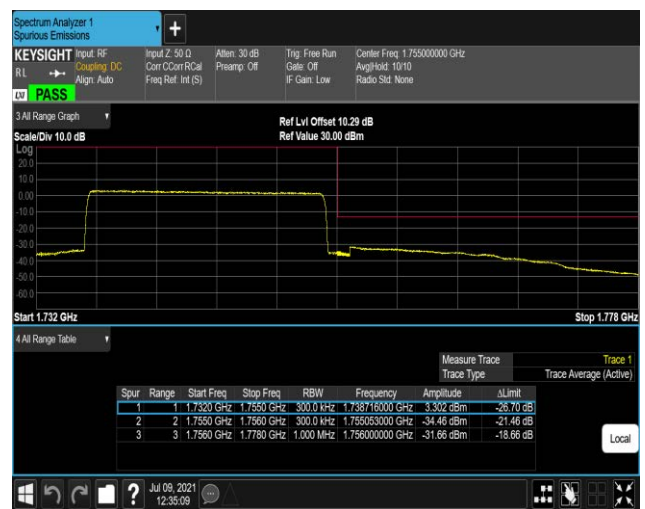 Spectrum Analyzer 1
Spurious Emissions
+
KEYSIGHT Input: RF Input Z: 50 Ω Atten: 30 dB Trig: Free Run Center Freq: 1.755000000 GHz
RL Coupling: DC Corr CCorr RCal Preamp: Off Gate: Off Avg|Hold: 10/10
Align: Auto Freq Ref: Int (S) IF Gain: Low Radio Std: None
LXI PASS
3 All Range Graph
Ref Lvl Offset 10.29 dB
Scale/Div 10.0 dB Ref Value 30.00 dBm
Log
20.0
10.0
0.00
-10.0
-20.0
-30.0
-40.0
-50.0
-60.0
Start 1.732 GHz Stop 1.778 GHz
4 All Range Table
Measure Trace Trace 1
Trace Type Trace Average (Active)
Spur Range Start Freq Stop Freq RBW Frequency Amplitude ΔLimit
1 1 1.7320 GHz 1.7550 GHz 300.0 kHz 1.738716000 GHz 3.302 dBm -26.70 dB
2 2 1.7550 GHz 1.7560 GHz 300.0 kHz 1.755053000 GHz -34.46 dBm -21.46 dB
3 3 1.7560 GHz 1.7780 GHz 1.000 MHz 1.756000000 GHz -31.66 dBm -18.66 dB
Local
? Jul 09, 2021
12:35:09